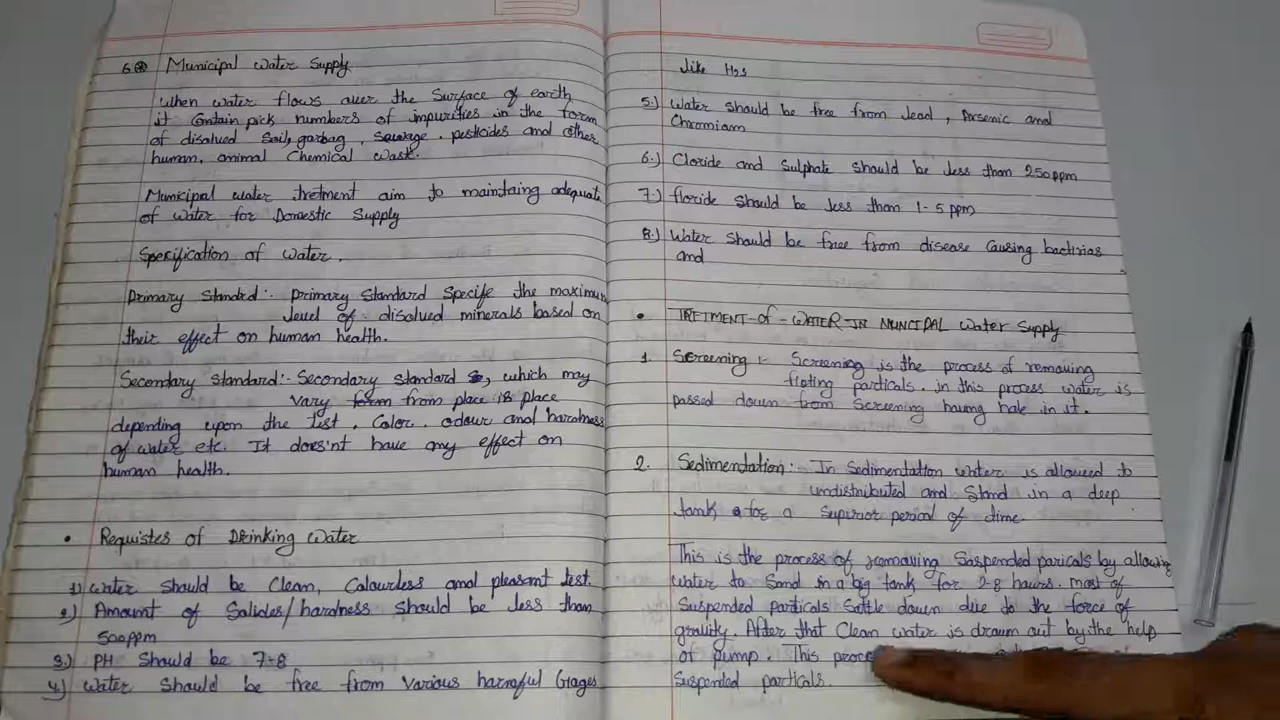 6 Municipal Water Supply
When water flows over the Surface of earth
it Contain pick numbers of impurities in the form
of disolued Soil, garbag, Sewage, pesticides and other
human, animal Chemical Wast.
Municipal water tretment aim to maintaing adequate
of water for Domestic Supply
Specification of water.
Primary Standed:- Primary Standard Specife the maximum
level of disolued minerals based on
their effect on human health.
Secondary standard:- Secondary standard, which may
vary form from place is place
depending upon the Test, Color, odour and hardness
of water etc. It does'nt have any effect on
human health.
• Requistes of Drinking Water
1) Water Should be Clean, Colourless and pleasant test.
2) Amount of Salides/hardness Should be less than
500 ppm
3.) PH Should be 7-8
4) Water Should be free from Various harmful Gages
Like H2s
5.) Water should be free from lead, Arsenic and
Chromiam
6.) Cloride and Sulphate Should be less than 250ppm
7.) floride Should be less than 1-5 ppm
8.) Water Should be free from disease Causing bactirias
and
• TRETMENT-of-WATER-IN MUNCIPAL Water Supply
1. Screening :- Screening is the process of remaving
floting particals. in this process water is
passed down from Screening having hale in it.
2. Sedimentation:- In Sedimentation water is allowed to
undistributed and Stand in a deep
tank for a Superior period of time.
This is the process of remauing Saspended paricals by allowing
water to Sand in a big tank for 2-8 haurs. most of
Suspended particals Sattle down due to the force of
gravity. After that Clean water is drawn out by the help
of pump. This
Suspended particals.